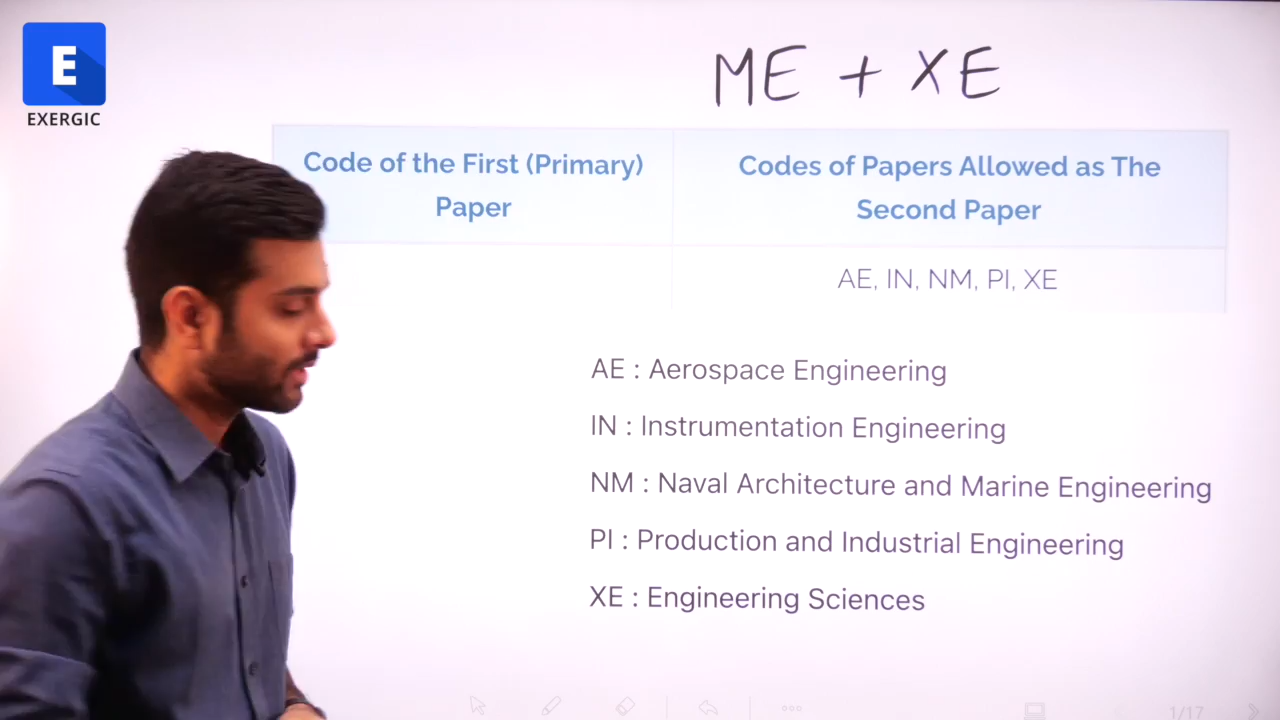 E
EXERGIC
ME + XE
Code of the First (Primary)
Paper
Codes of Papers Allowed as The
Second Paper
AE, IN, NM, PI, XE
AE : Aerospace Engineering
IN : Instrumentation Engineering
NM : Naval Architecture and Marine Engineering
PI : Production and Industrial Engineering
XE : Engineering Sciences
1/17